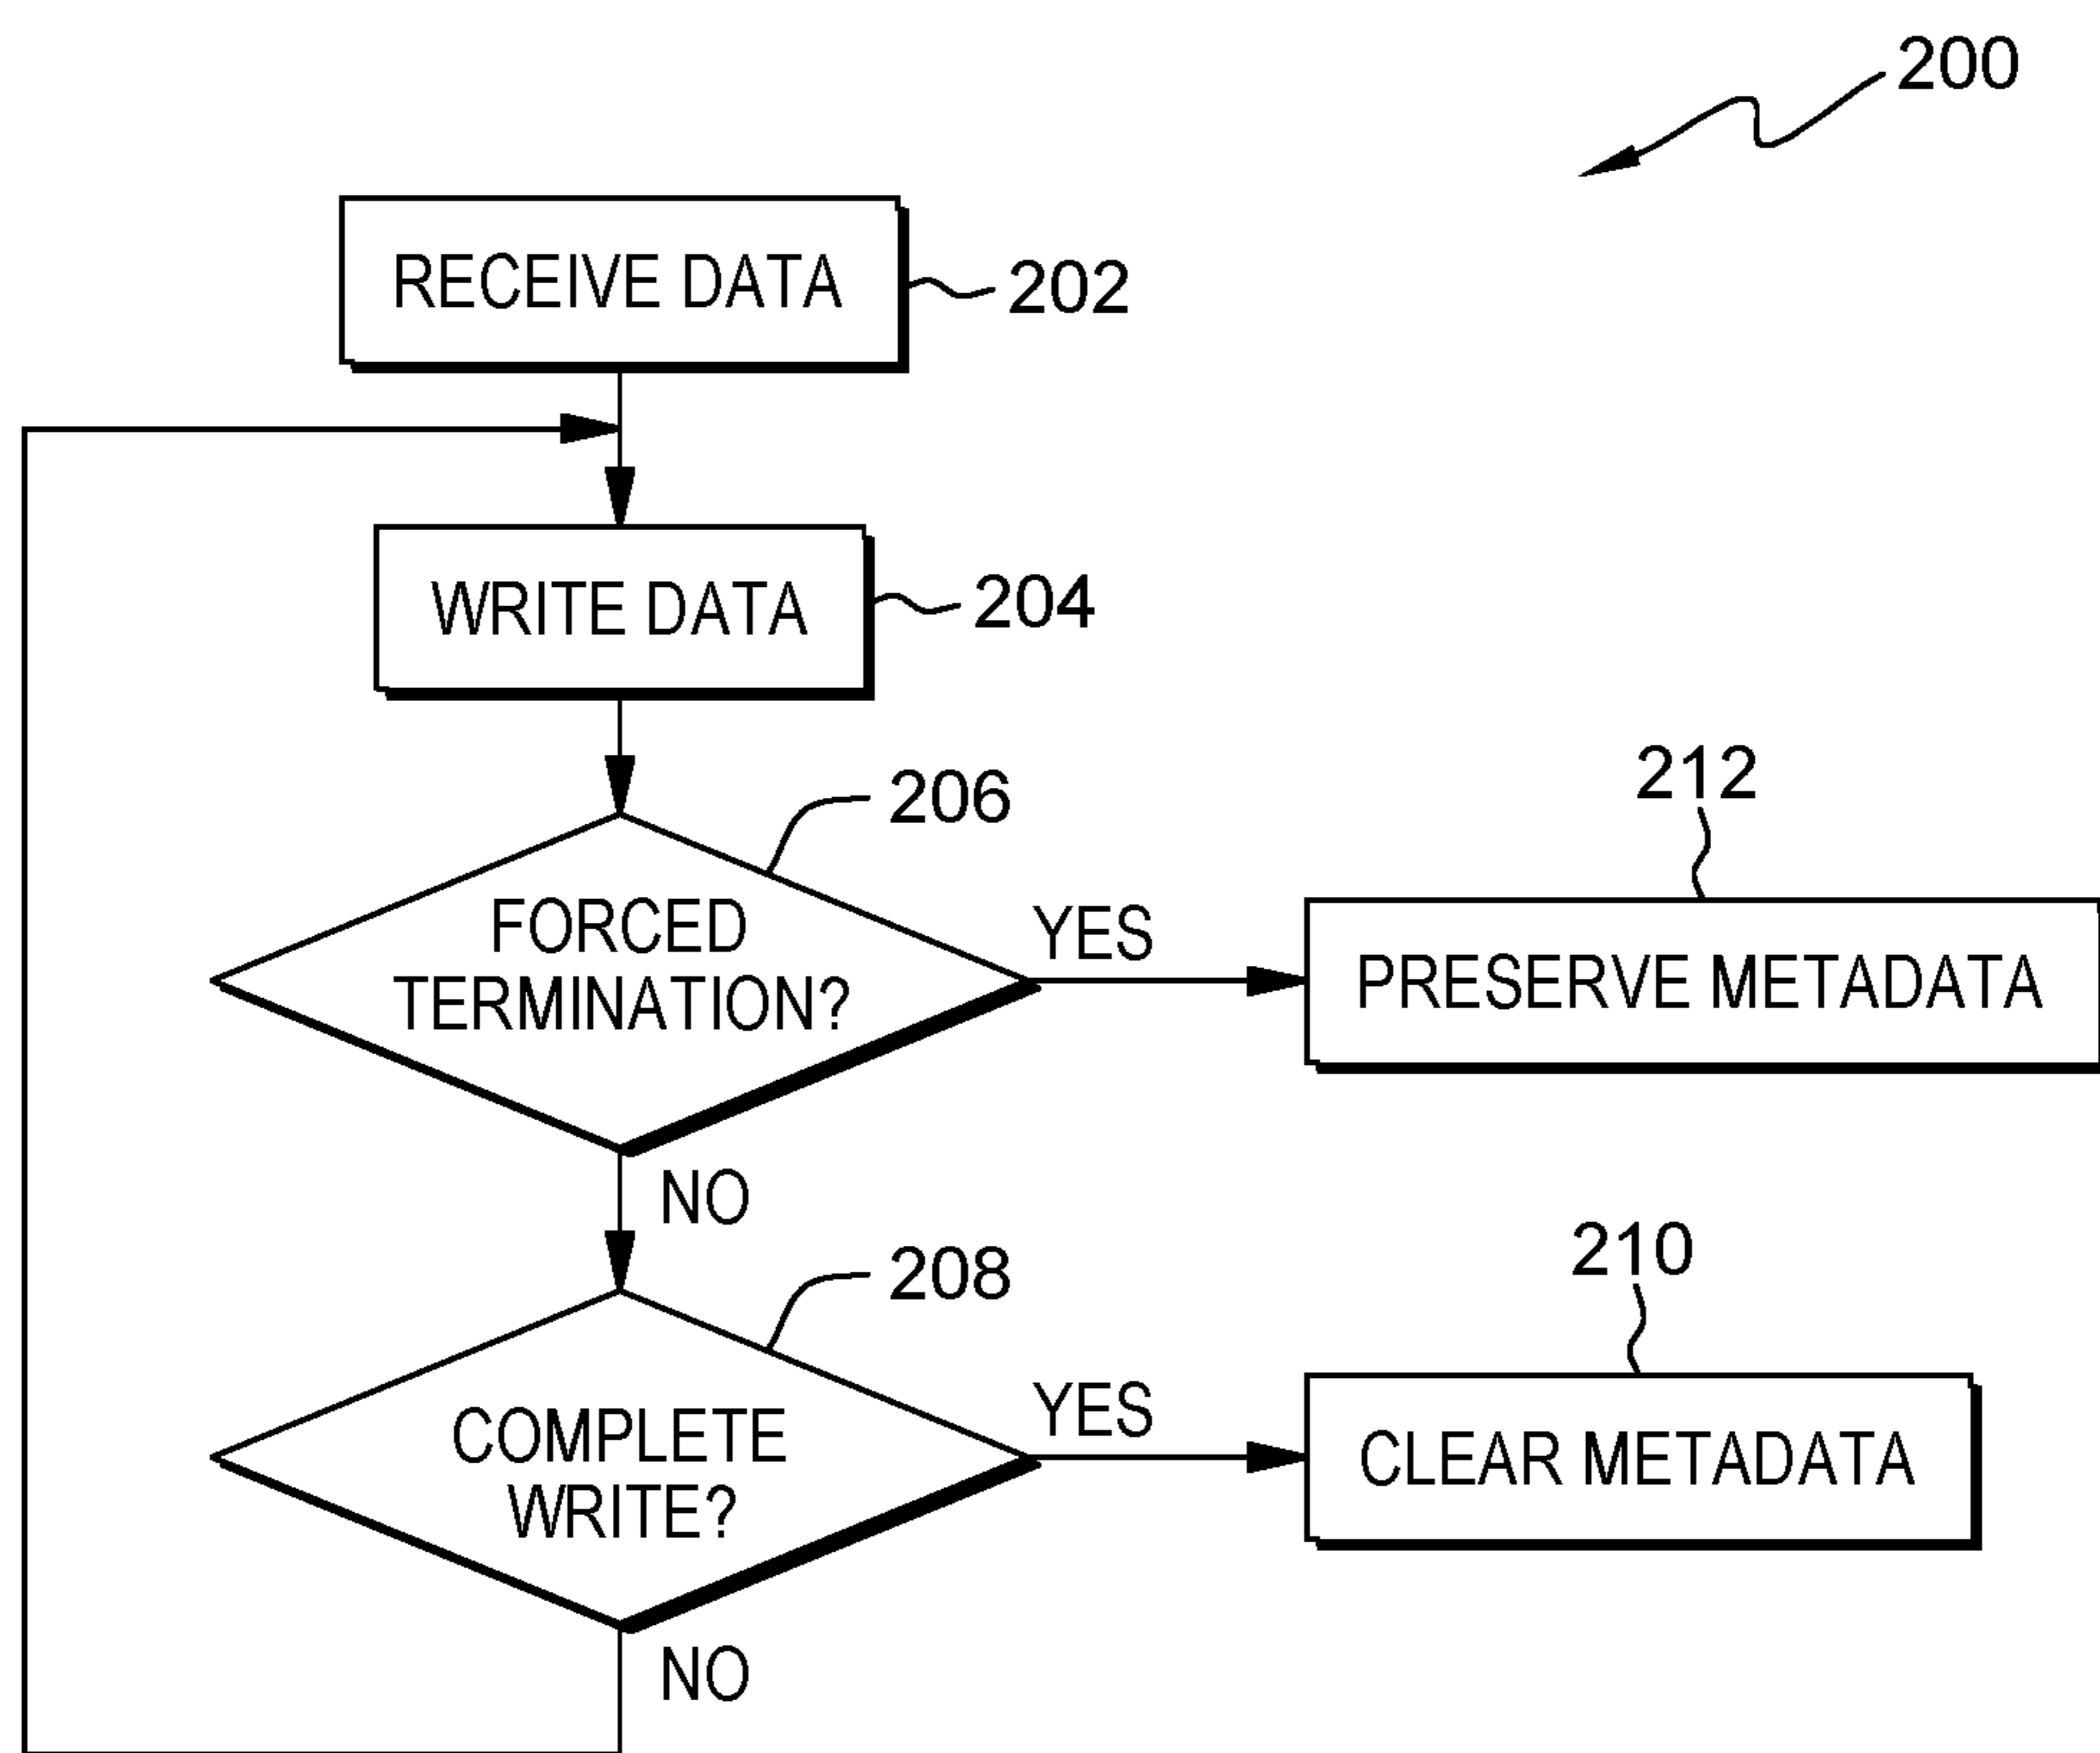 200
RECEIVE DATA
202
WRITE DATA
204
206
FORCED
TERMINATION?
YES
212
PRESERVE METADATA
NO
208
COMPLETE
WRITE?
YES
210
CLEAR METADATA
NO